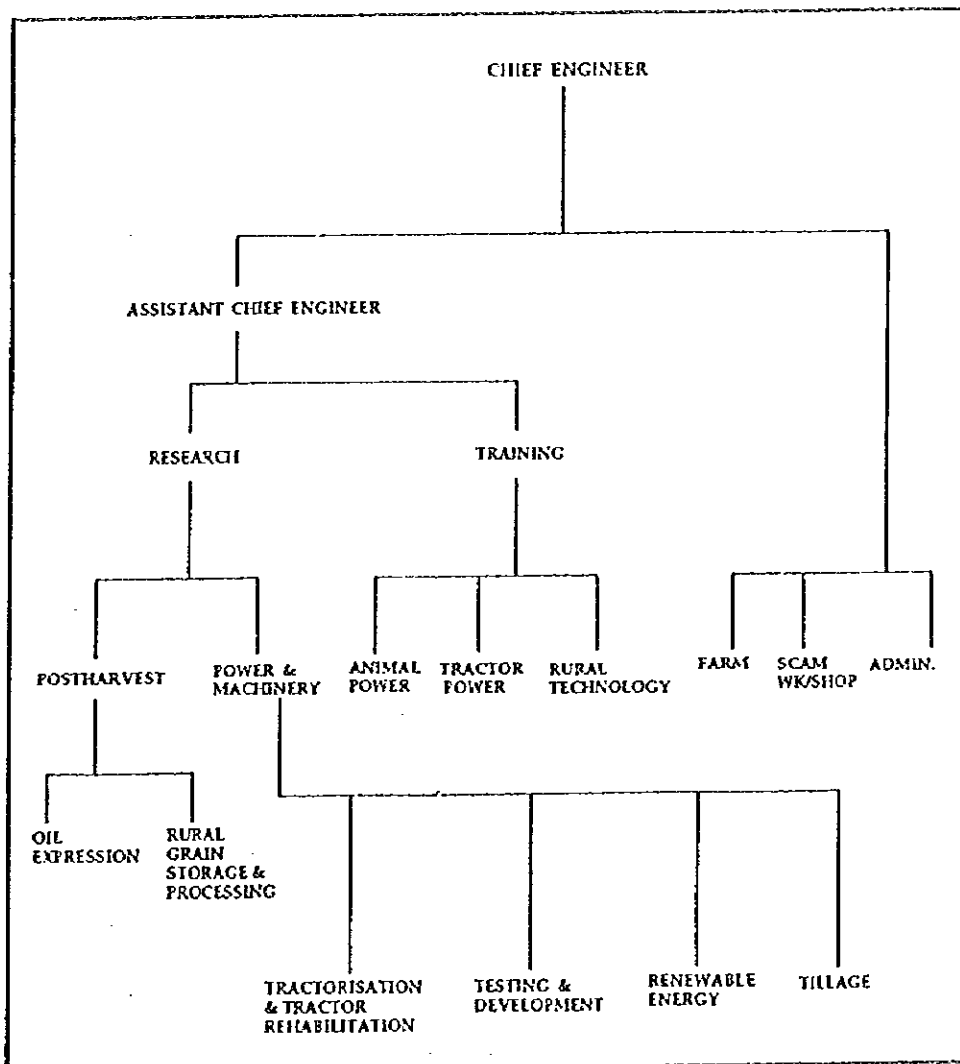 CHIEF ENGINEER
ASSISTANT CHIEF ENGINEER
RESEARCH
TRAINING
POSTHARVEST
POWER &
MACHINERY
ANIMAL
POWER
TRACTOR
POWER
RURAL
TECHNOLOGY
FARM
SCAM
WK/SHOP
ADMIN.
OIL
EXPRESSION
RURAL
GRAIN
STORAGE &
PROCESSING
TRACTORISATION
& TRACTOR
REHABILITATION
TESTING &
DEVELOPMENT
RENEWABLE
ENERGY
TILLAGE